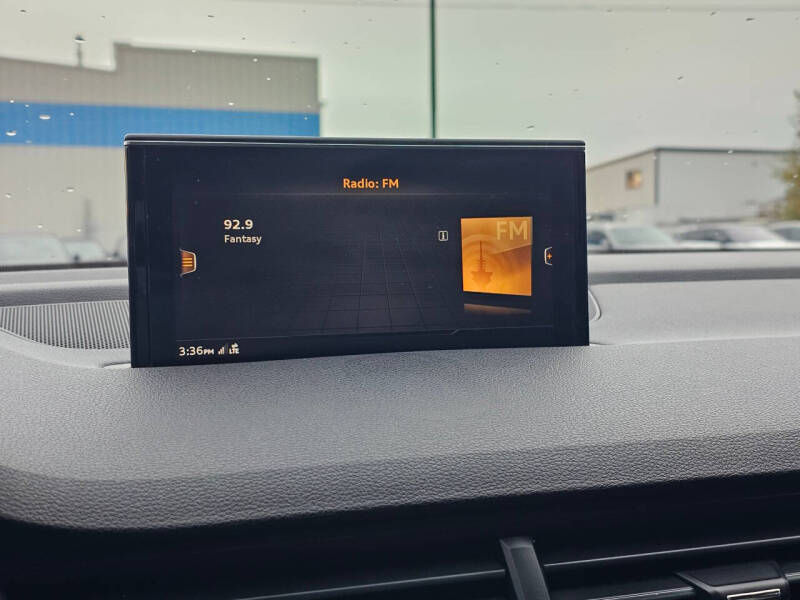 Radio: FM
92.9
Fantasy
i
FM
3:36PM LTE